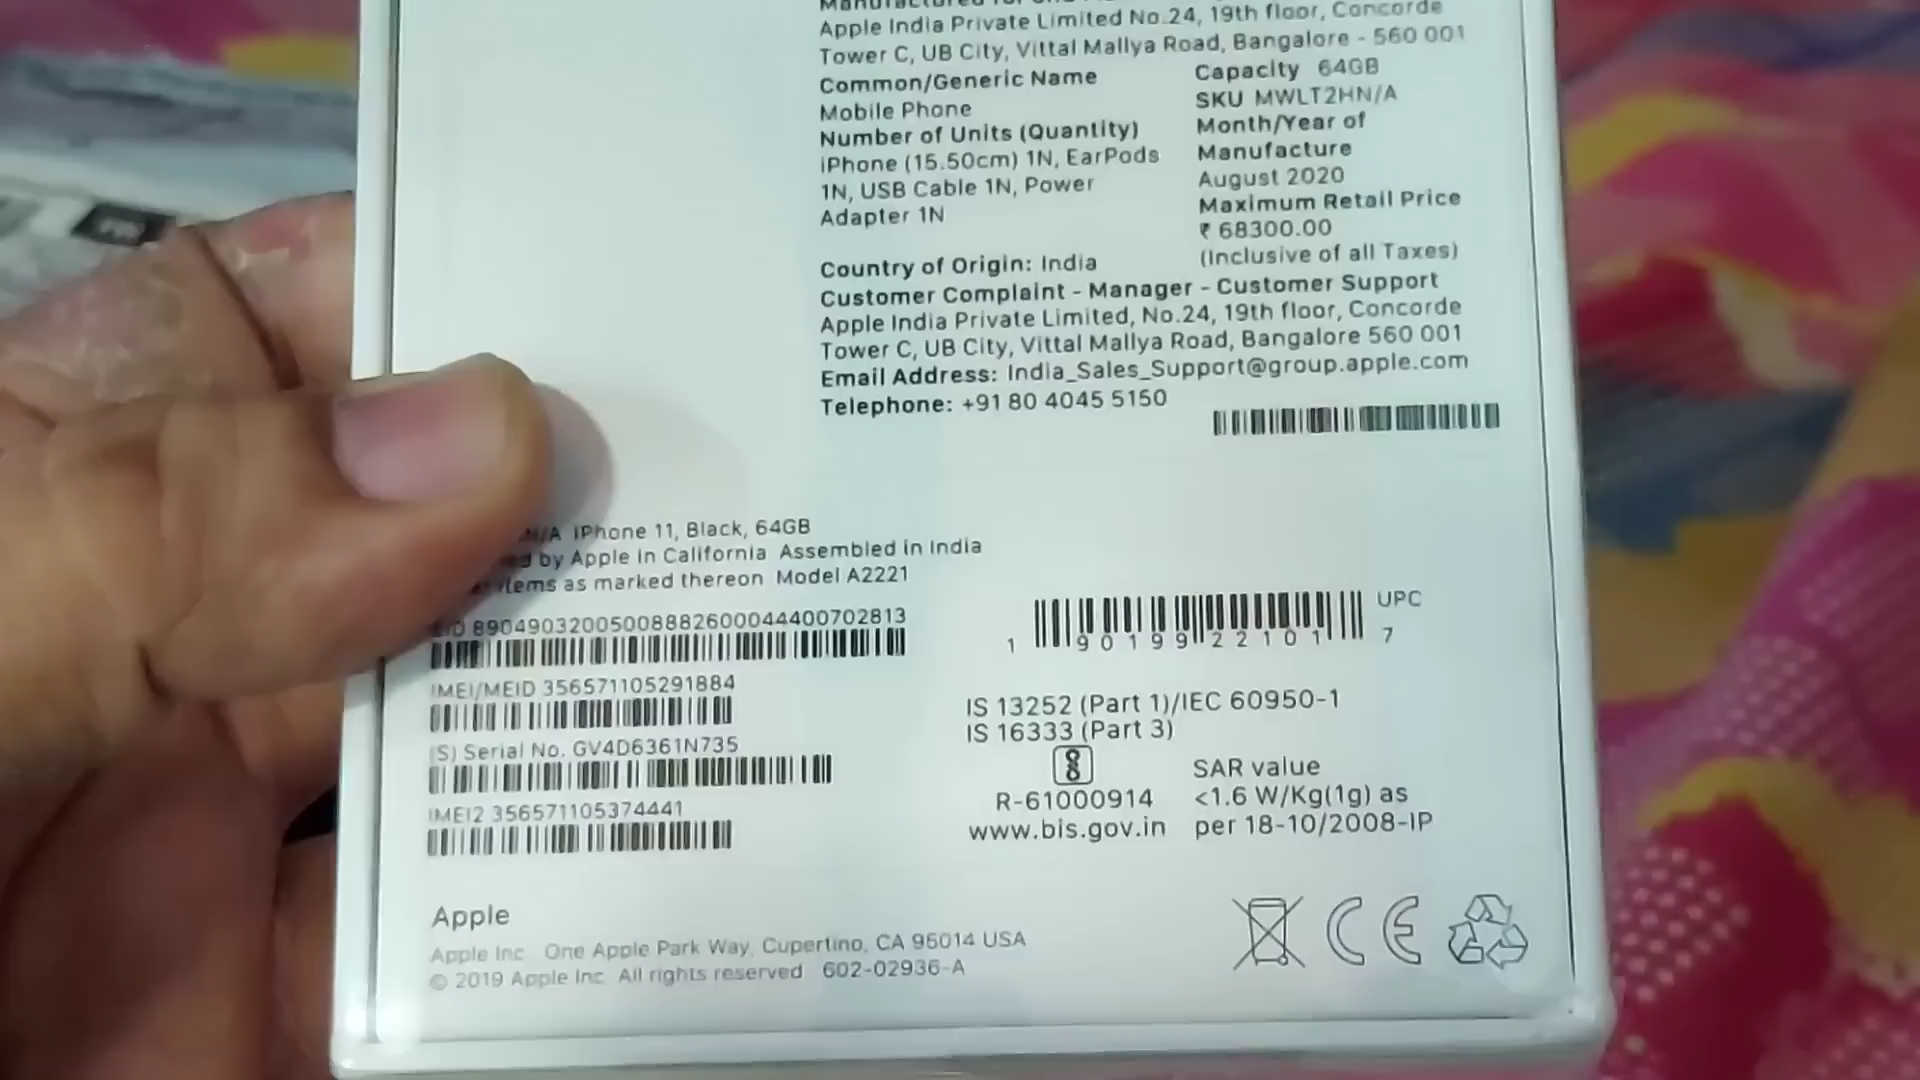 Manufactured for
Apple India Private Limited No.24, 19th floor, Concorde
Tower C, UB City, Vittal Mallya Road, Bangalore - 560 001
Common/Generic Name
Mobile Phone
Number of Units (Quantity)
iPhone (15.50cm) 1N, EarPods
1N, USB Cable 1N, Power
Adapter 1N
Capacity 64GB
SKU MWLT2HN/A
Month/Year of
Manufacture
August 2020
Maximum Retail Price
₹ 68300.00
(Inclusive of all Taxes)
Country of Origin: India
Customer Complaint - Manager - Customer Support
Apple India Private Limited, No.24, 19th floor, Concorde
Tower C, UB City, Vittal Mallya Road, Bangalore 560 001
Email Address: India_Sales_Support@group.apple.com
Telephone: +91 80 4045 5150
iPhone 11, Black, 64GB
by Apple in California Assembled in India
items as marked thereon Model A2221
EID 89049032005008882600044400702813
IMEI/MEID 356571105291884
(S) Serial No. GV4D6361N735
IMEI2 356571105374441
UPC
1 90199 22101 7
IS 13252 (Part 1)/IEC 60950-1
IS 16333 (Part 3)
R-61000914
www.bis.gov.in
SAR value
<1.6 W/Kg(1g) as
per 18-10/2008-IP
Apple
Apple Inc. One Apple Park Way, Cupertino, CA 95014 USA
© 2019 Apple Inc. All rights reserved 602-02936-A
CE